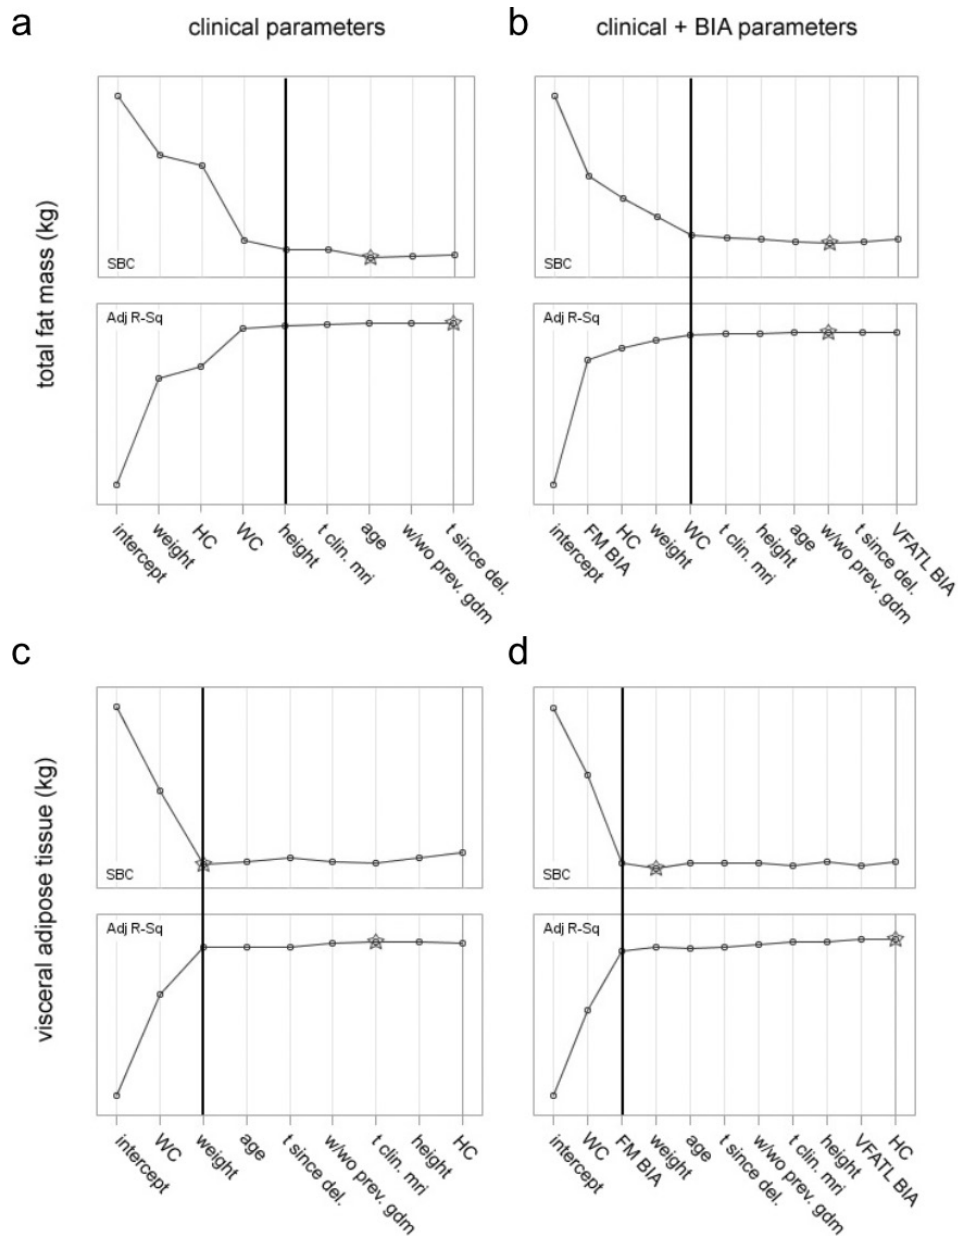 a
clinical parameters
b
clinical + BIA parameters
total fat mass (kg)
SBC
SBC
Adj R-Sq
Adj R-Sq
intercept
weight
HC
WC
height
t clin. mri
age
w/wo prev. gdm
t since del.
intercept
FM BIA
HC
weight
WC
t clin. mri
height
age
w/wo prev. gdm
t since del.
VFATL BIA
c
d
visceral adipose tissue (kg)
SBC
SBC
Adj R-Sq
Adj R-Sq
intercept
WC
weight
age
t since del.
w/wo prev. gdm
t clin. mri
height
HC
intercept
WC
FM BIA
weight
age
t since del.
w/wo prev. gdm
t clin. mri
height
VFATL BIA
HC